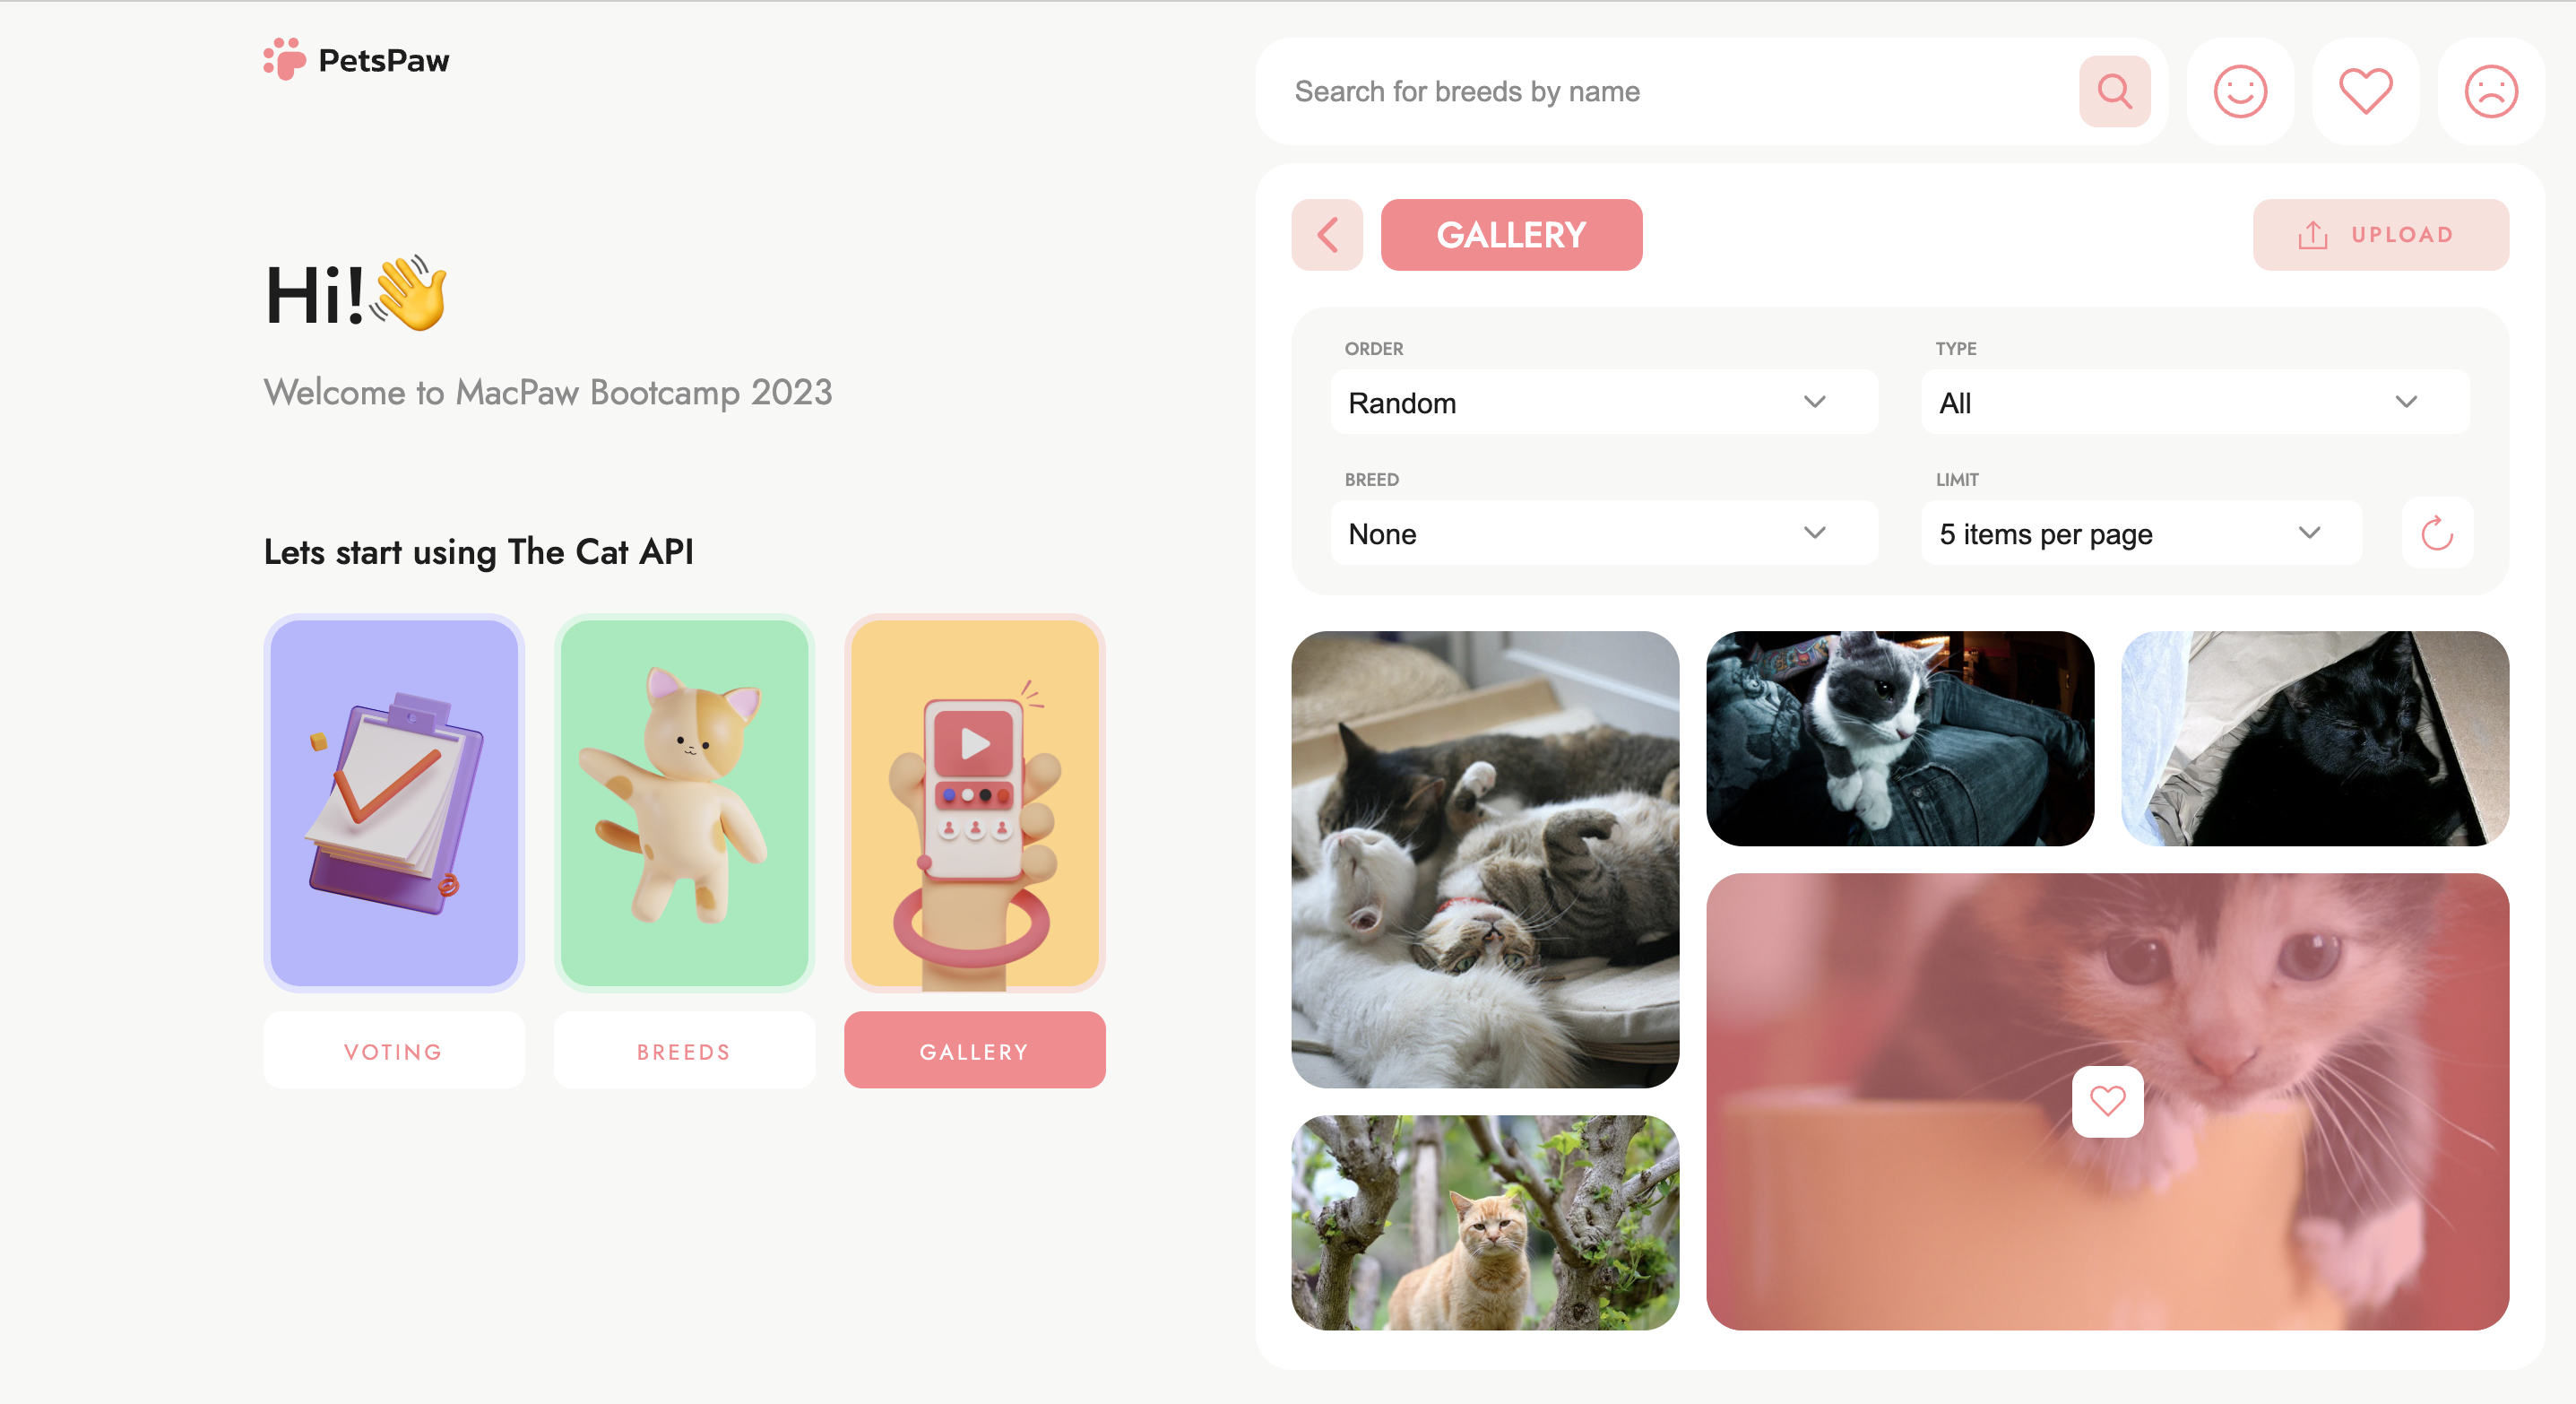 PetsPaw
Hi!👋
Welcome to MacPaw Bootcamp 2023
Lets start using The Cat API
VOTING
BREEDS
GALLERY
Search for breeds by name
GALLERY
UPLOAD
ORDER
Random
TYPE
All
BREED
None
LIMIT
5 items per page